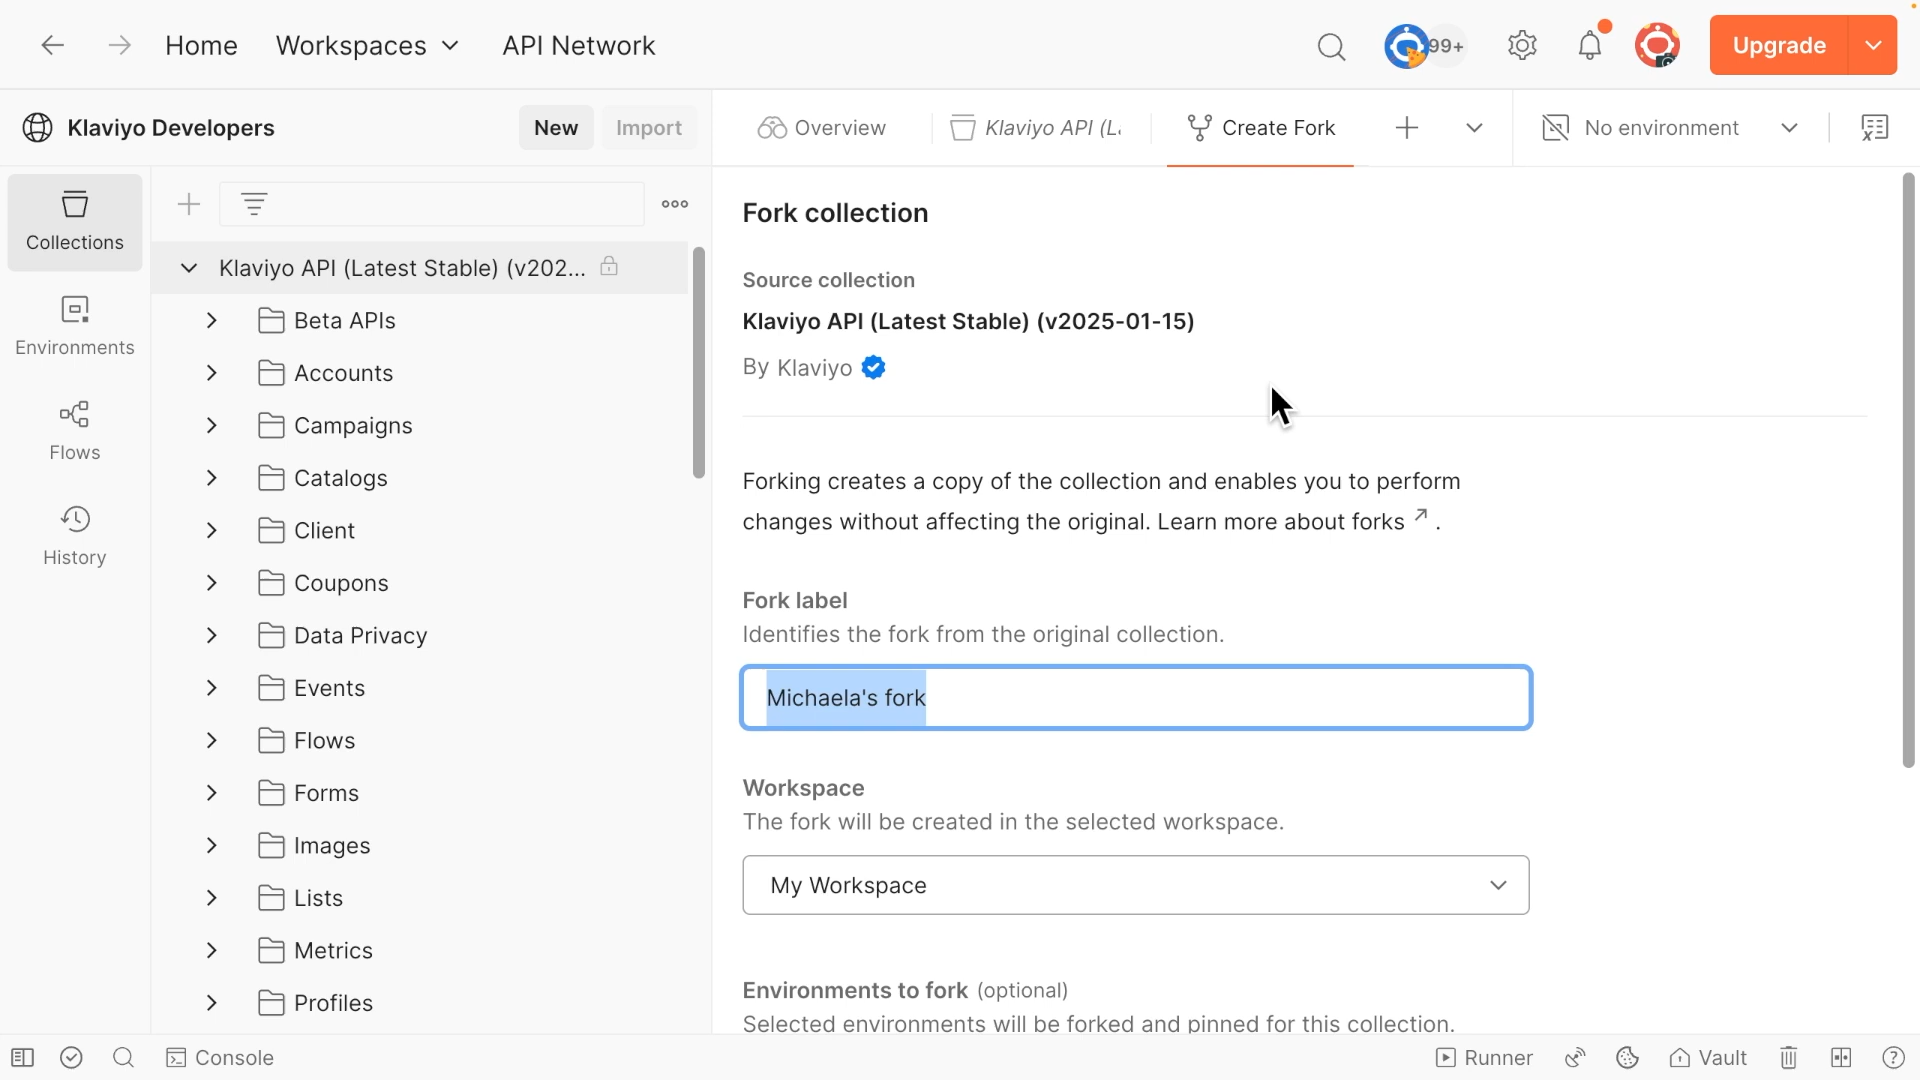 Home
Workspaces
API Network
99+
Upgrade
Klaviyo Developers
New
Import
Overview
Klaviyo API (L
Create Fork
No environment
Collections
Environments
Flows
History
Klaviyo API (Latest Stable) (v202...
Beta APIs
Accounts
Campaigns
Catalogs
Client
Coupons
Data Privacy
Events
Flows
Forms
Images
Lists
Metrics
Profiles
Fork collection
Source collection
Klaviyo API (Latest Stable) (v2025-01-15)
By Klaviyo
Forking creates a copy of the collection and enables you to perform
changes without affecting the original. Learn more about forks ↗ .
Fork label
Identifies the fork from the original collection.
Michaela's fork
Workspace
The fork will be created in the selected workspace.
My Workspace
Environments to fork (optional)
Selected environments will be forked and pinned for this collection.
Console
Runner
Vault